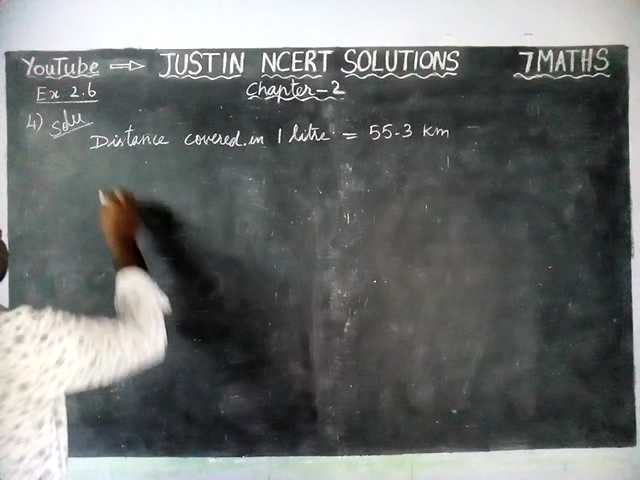 YouTube ⇒ JUSTIN NCERT SOLUTIONS 7MATHS
Ex 2.6 Chapter-2
4) Solu
Distance covered in 1 litre = 55.3 km